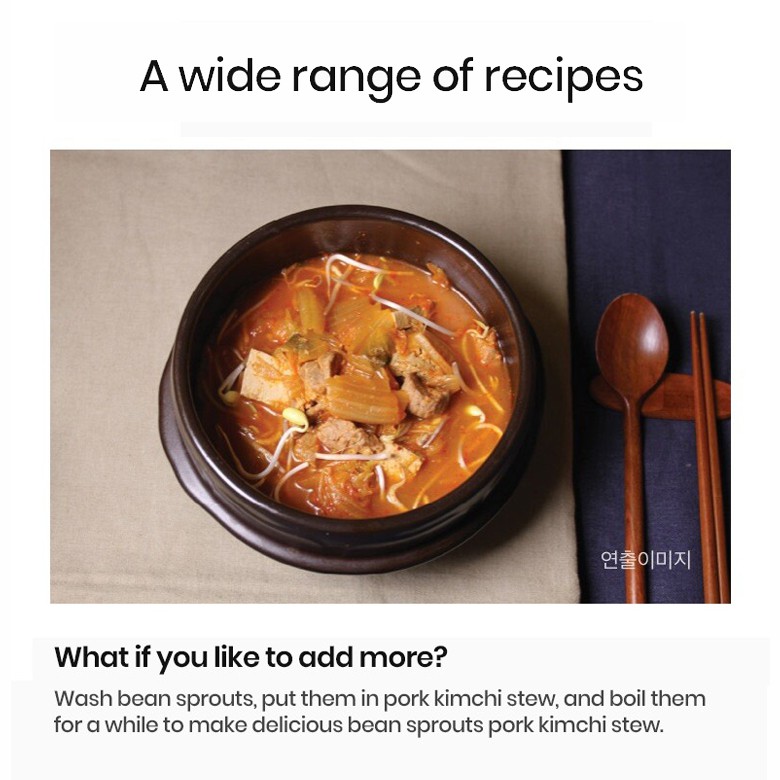 A wide range of recipes
연출이미지
What if you like to add more?
Wash bean sprouts, put them in pork kimchi stew, and boil them
for a while to make delicious bean sprouts pork kimchi stew.